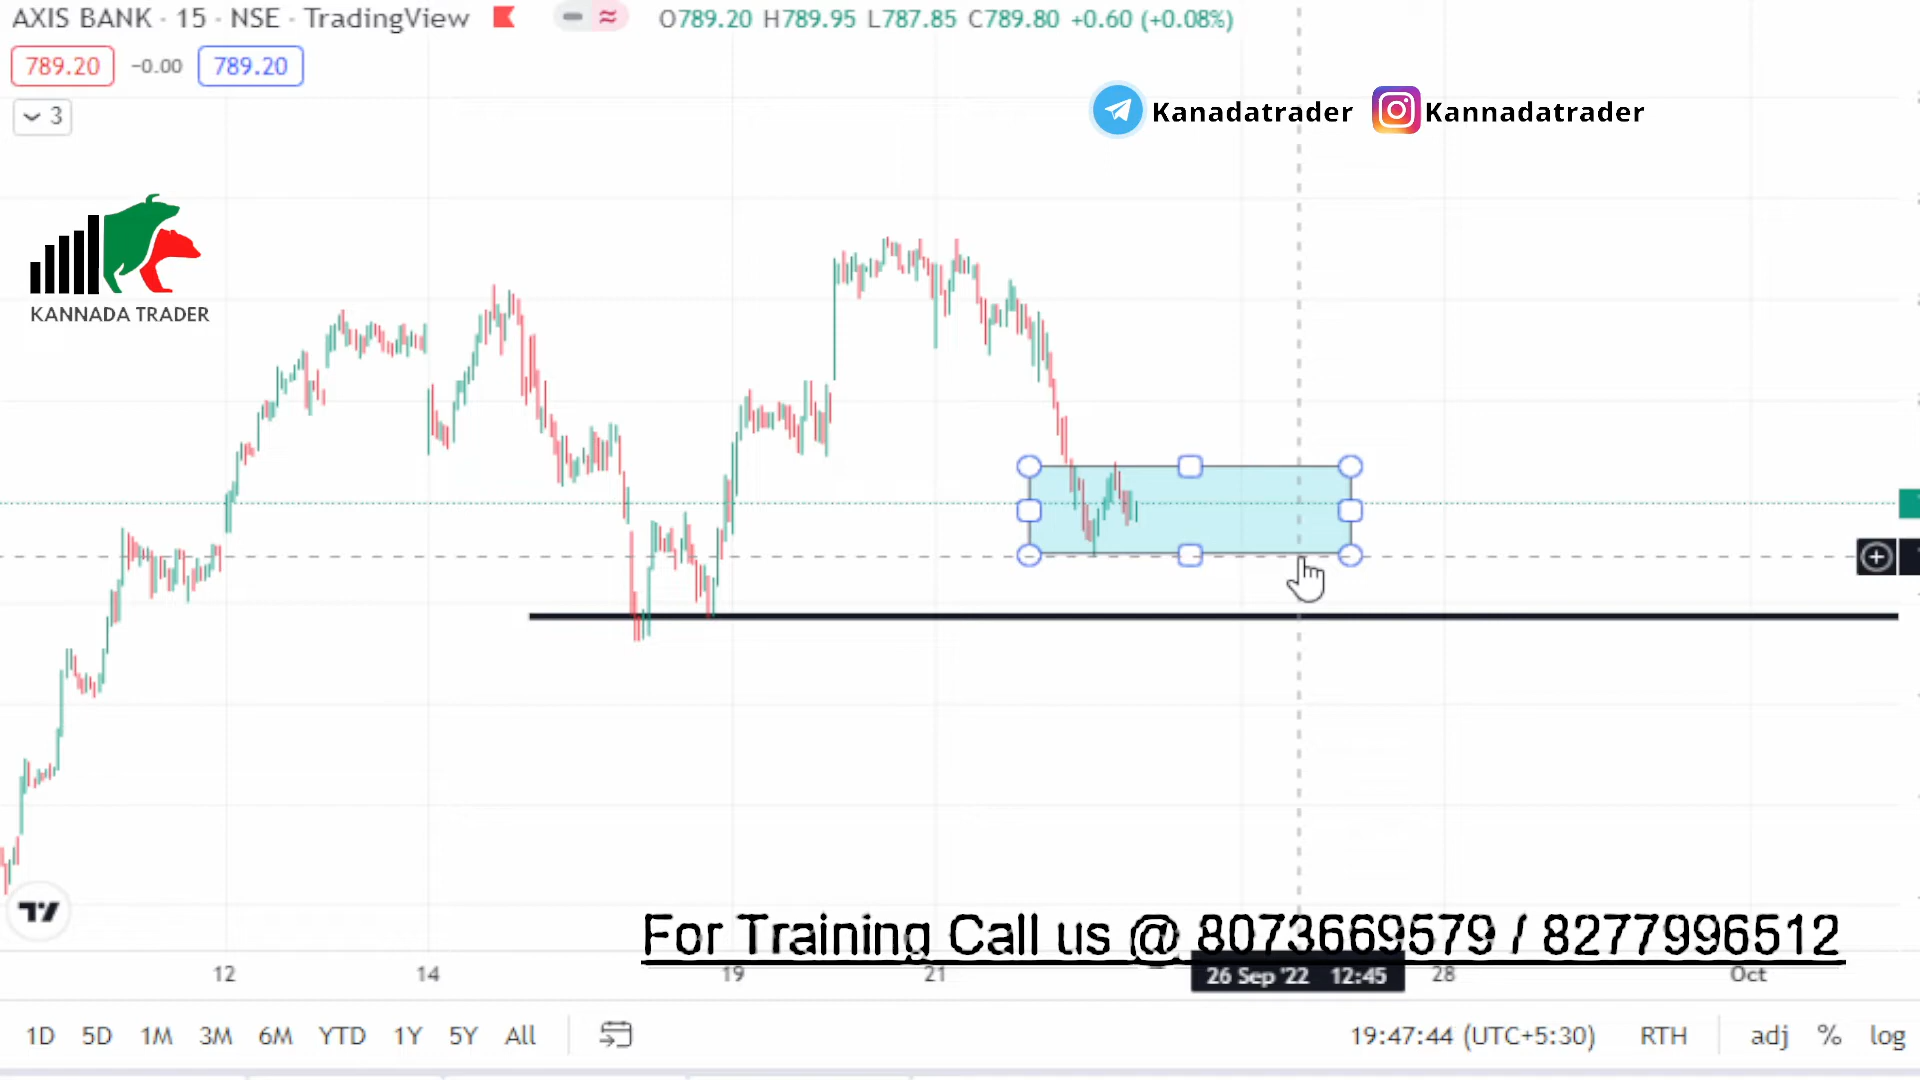 AXIS BANK · 15 · NSE · TradingView O789.20 H789.95 L787.85 C789.80 +0.60 (+0.08%)
789.20 −0.00 789.20
3
Kanadatrader Kannadatrader
KANNADA TRADER
For Training Call us @ 8073669579 / 8277996512
12 14 19 21 26 Sep '22 12:45 28 Oct
1D 5D 1M 3M 6M YTD 1Y 5Y All 19:47:44 (UTC+5:30) RTH adj % log